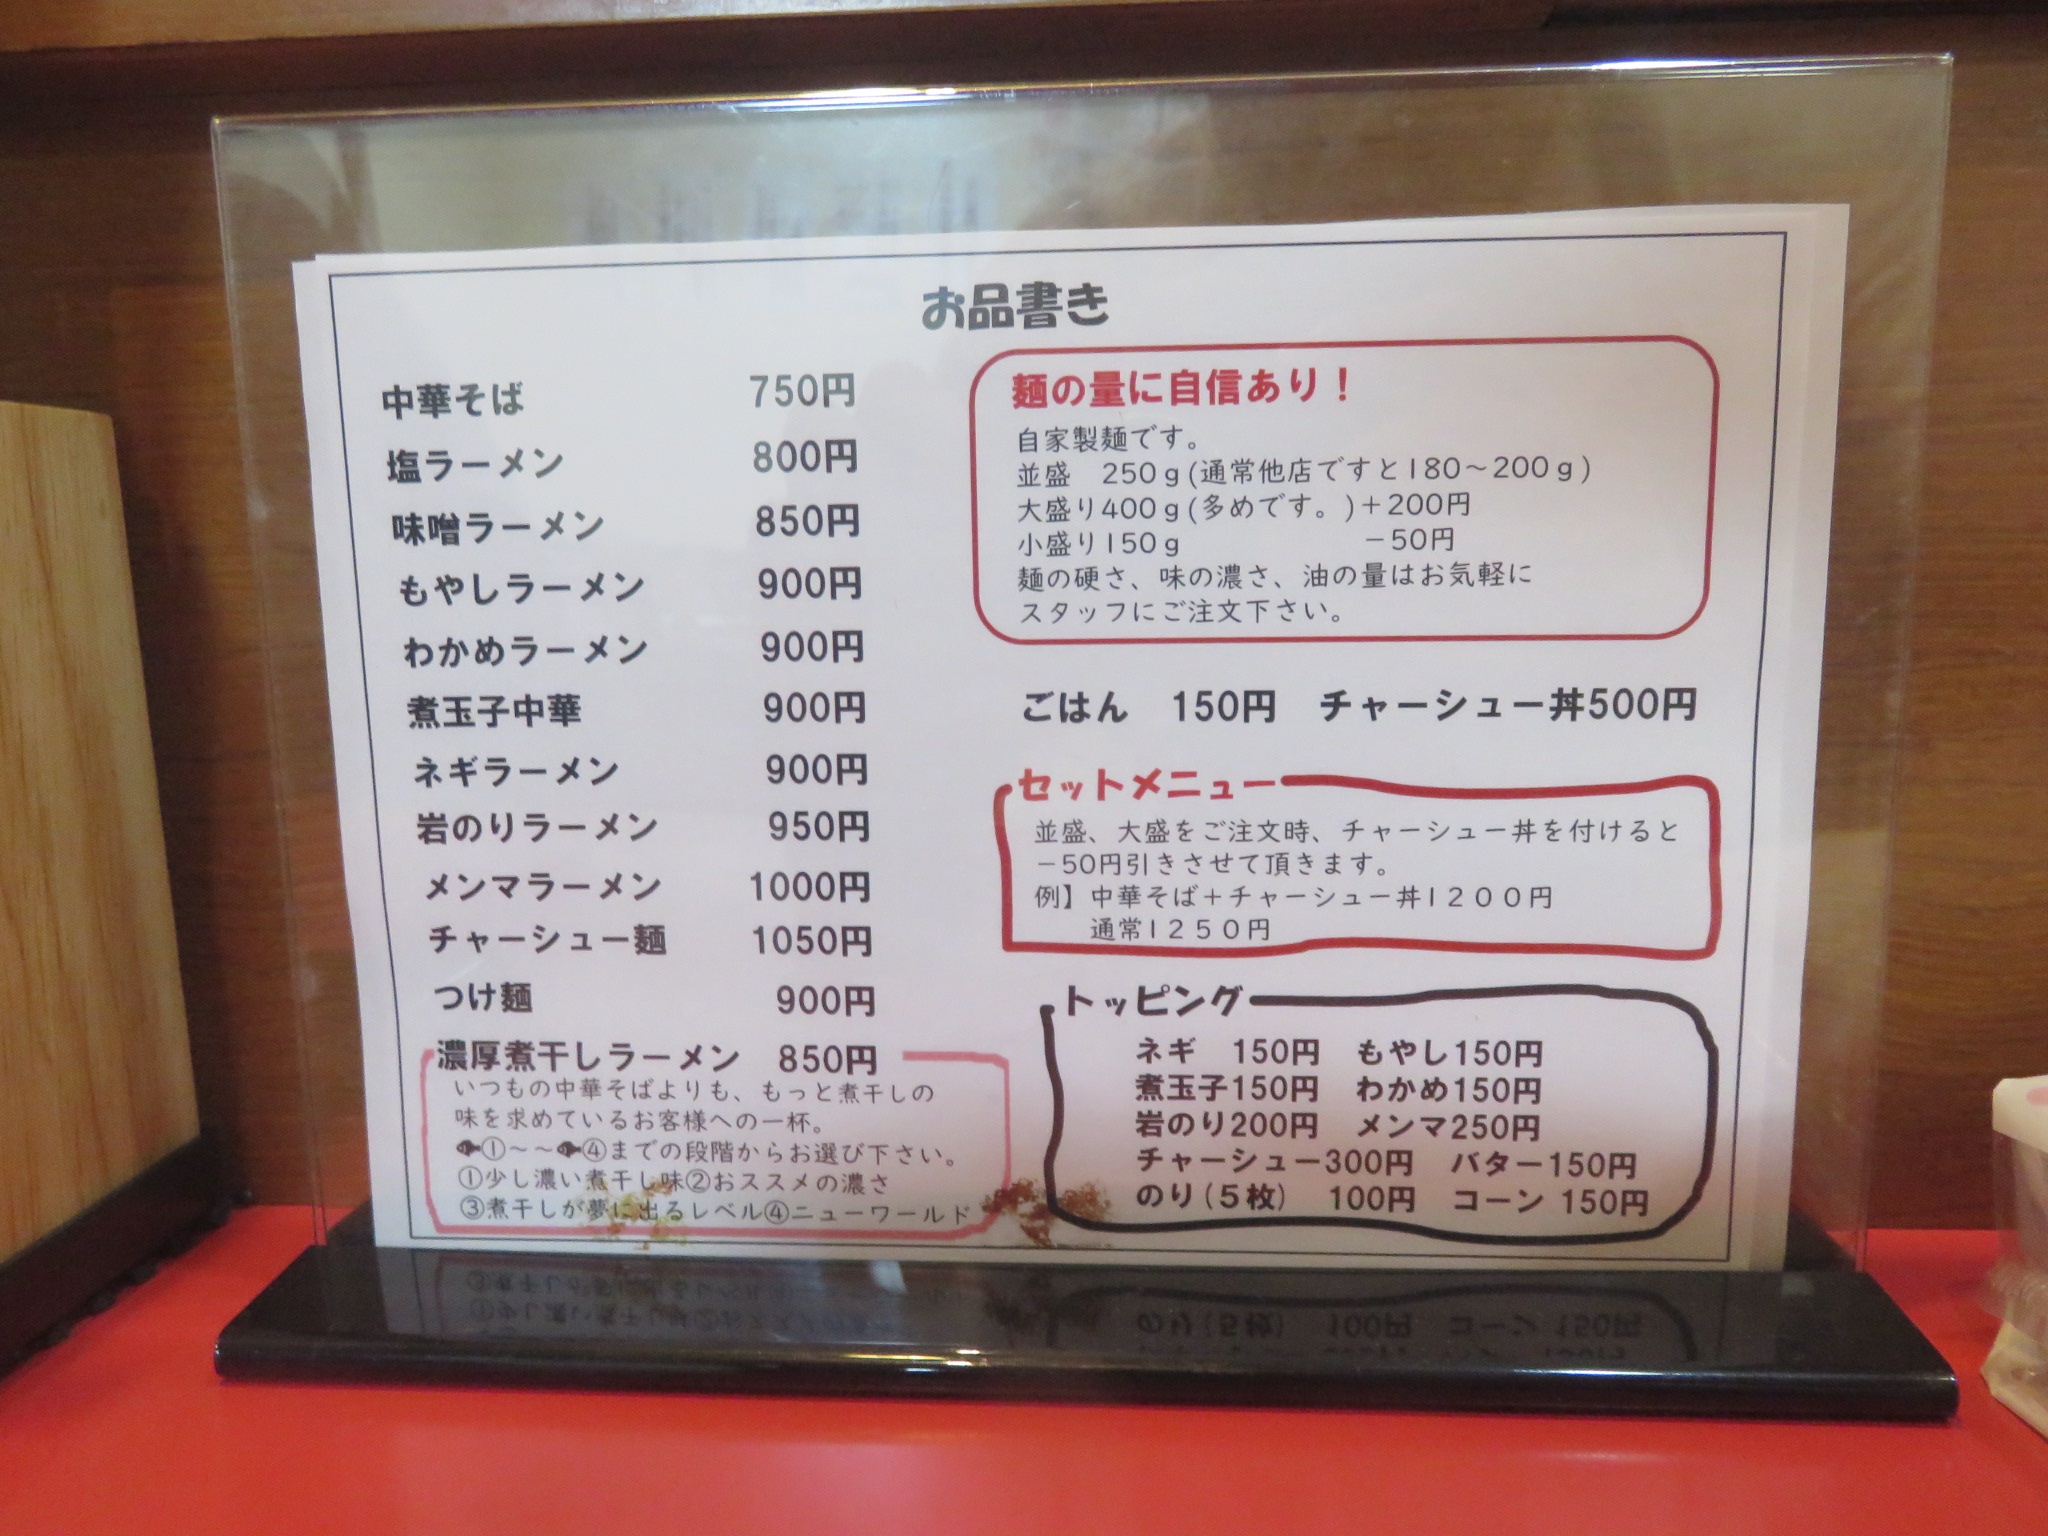 お品書き
中華そば 750円
塩ラーメン 800円
味噌ラーメン 850円
もやしラーメン 900円
わかめラーメン 900円
煮玉子中華 900円
ネギラーメン 900円
岩のりラーメン 950円
メンマラーメン 1000円
チャーシュー麺 1050円
つけ麺 900円
濃厚煮干しラーメン 850円
いつもの中華そばよりも、もっと煮干しの
味を求めているお客様への一杯。
①～～④までの段階からお選び下さい。
①少し濃い煮干し味②おススメの濃さ
③煮干しが夢に出るレベル④ニューワールド
麺の量に自信あり！
自家製麺です。
並盛 250g(通常他店ですと180～200g)
大盛り400g(多めです。)＋200円
小盛り150g －50円
麺の硬さ、味の濃さ、油の量はお気軽に
スタッフにご注文下さい。
ごはん 150円 チャーシュー丼500円
セットメニュー
並盛、大盛をご注文時、チャーシュー丼を付けると
－50円引きさせて頂きます。
例】中華そば＋チャーシュー丼１２００円
通常１２５０円
トッピング
ネギ 150円 もやし150円
煮玉子150円 わかめ150円
岩のり200円 メンマ250円
チャーシュー300円 バター150円
のり(５枚) 100円 コーン 150円